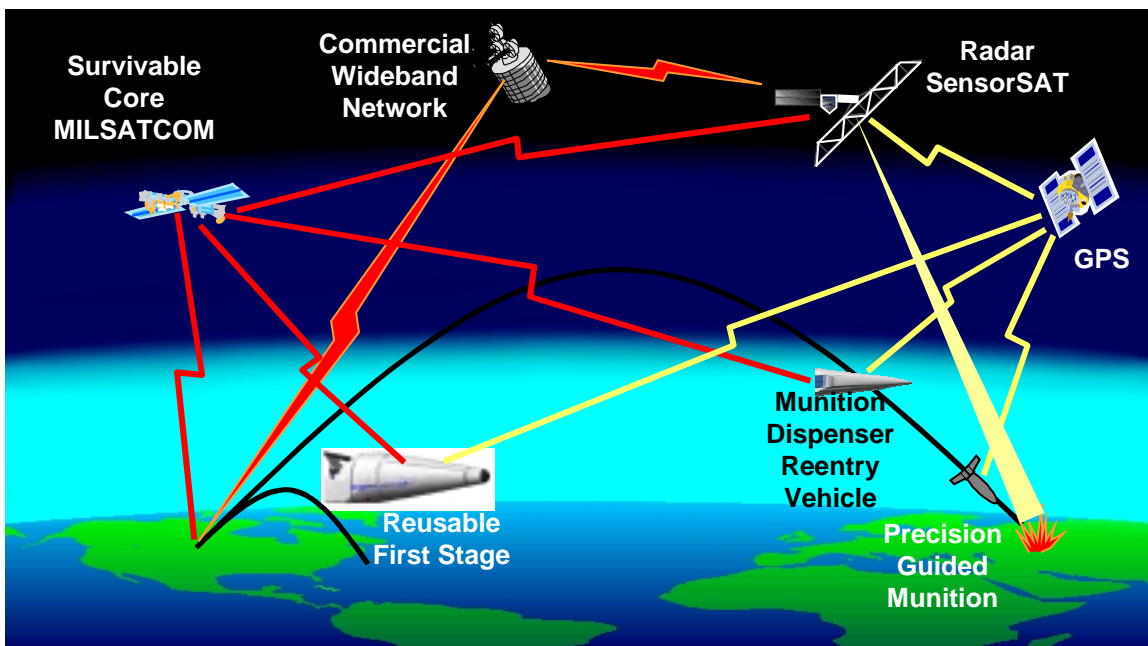 Survivable
Core
MILSATCOM
Commercial
Wideband
Network
Radar
SensorSAT
GPS
Munition
Dispenser
Reentry
Vehicle
Reusable
First Stage
Precision
Guided
Munition